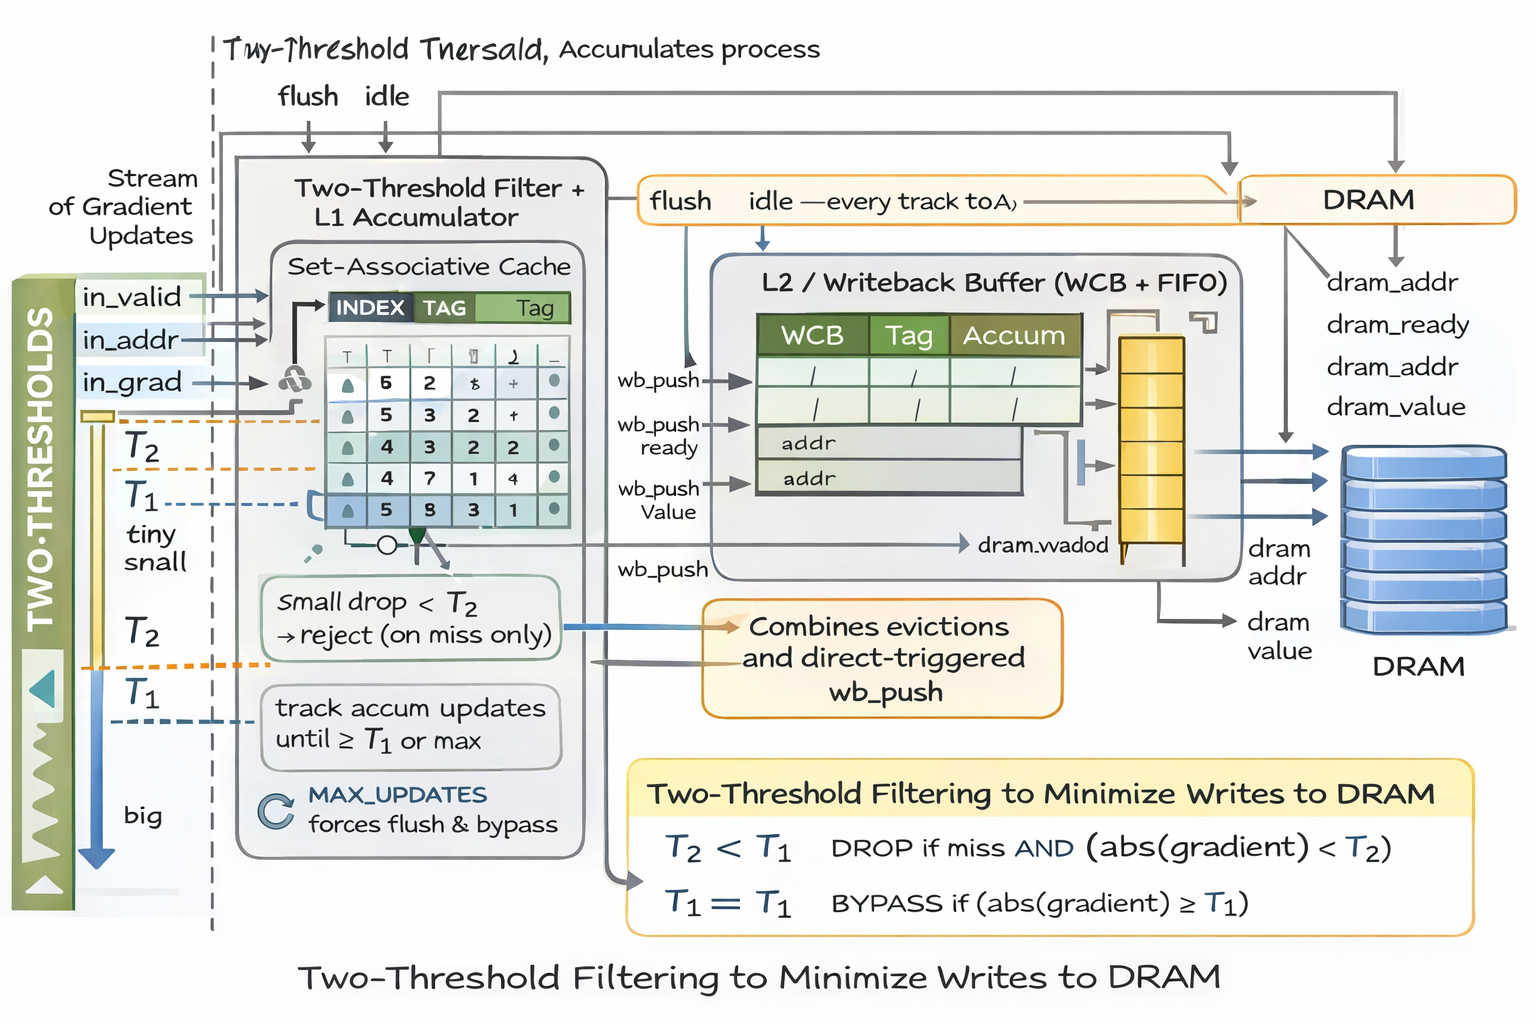 Accumulates process
flush idle
Stream
of Gradient
Updates
TWO-THRESHOLDS
in_valid
in_addr
in_grad
T2
T1
tiny
small
T2
T1
big
Two-Threshold Filter +
L1 Accumulator
Set-Associative Cache
INDEX TAG Tag
5 2
5 3 2
4 3 2 2
4 7 1 4
5 8 3 1
Small drop < T2
→ reject (on miss only)
track accum updates
until ≥ T1 or max
MAX_UPDATES
forces flush & bypass
flush idle —every track toA,
DRAM
L2 / Writeback Buffer (WCB + FIFO)
WCB Tag Accum
/ / /
/ / /
addr
addr
wb_push
wb_push
ready
wb_push
Value
wb_push
dram_addr
dram_ready
dram_addr
dram_value
dram
addr
dram
value
DRAM
Combines evictions
and direct-triggered
wb_push
Two-Threshold Filtering to Minimize Writes to DRAM
T2 < T1 DROP if miss AND (abs(gradient) < T2)
T1 = T1 BYPASS if (abs(gradient) ≥ T1)
Two-Threshold Filtering to Minimize Writes to DRAM